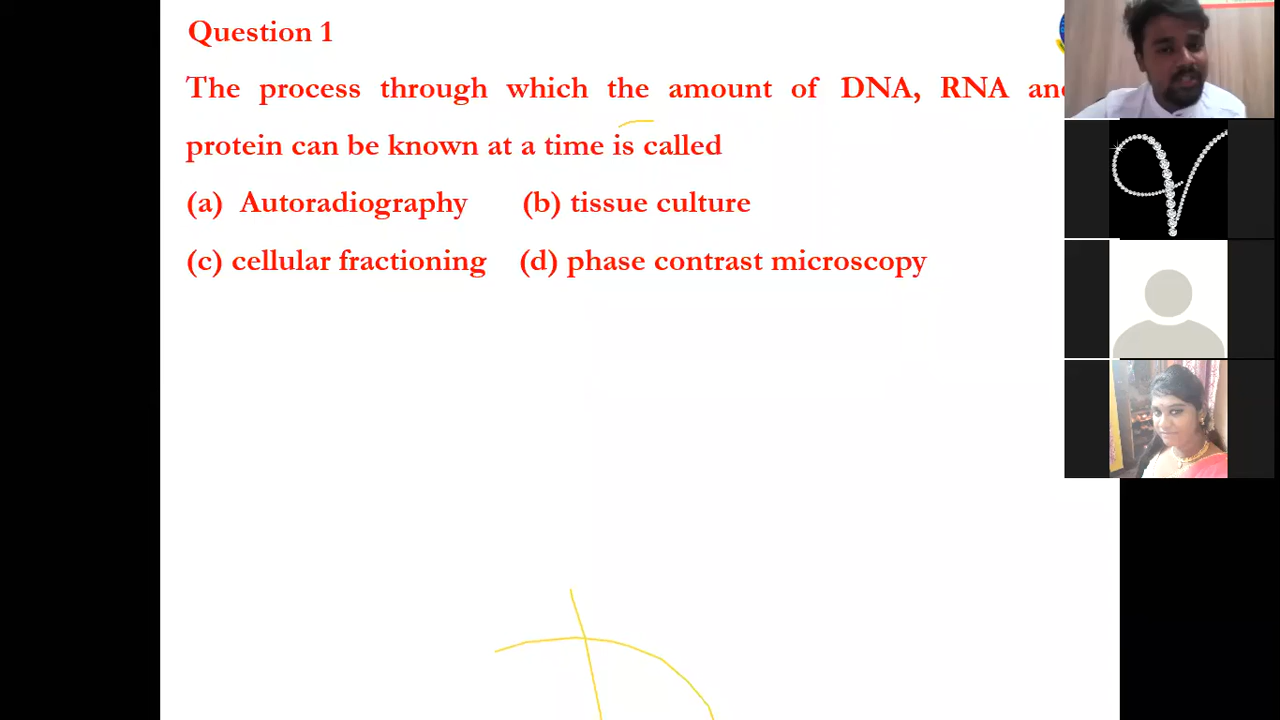 Question 1
The process through which the amount of DNA, RNA and
protein can be known at a time is called
(a) Autoradiography (b) tissue culture
(c) cellular fractioning (d) phase contrast microscopy